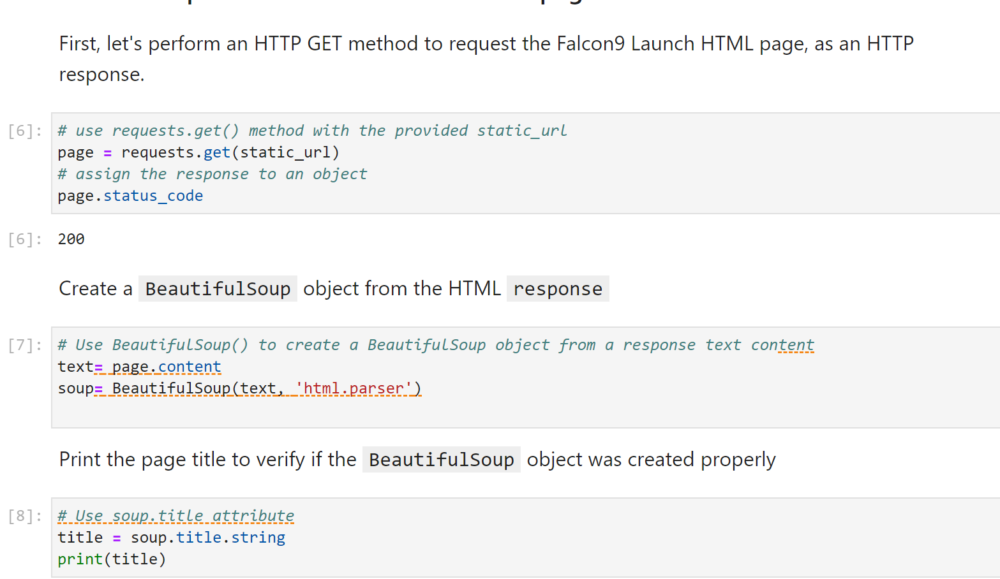 First, let's perform an HTTP GET method to request the Falcon9 Launch HTML page, as an HTTP
response.
[6]: # use requests.get() method with the provided static_url
page = requests.get(static_url)
# assign the response to an object
page.status_code
[6]: 200
Create a BeautifulSoup object from the HTML response
[7]: # Use BeautifulSoup() to create a BeautifulSoup object from a response text content
text= page.content
soup= BeautifulSoup(text, 'html.parser')
Print the page title to verify if the BeautifulSoup object was created properly
[8]: # Use soup.title attribute
title = soup.title.string
print(title)